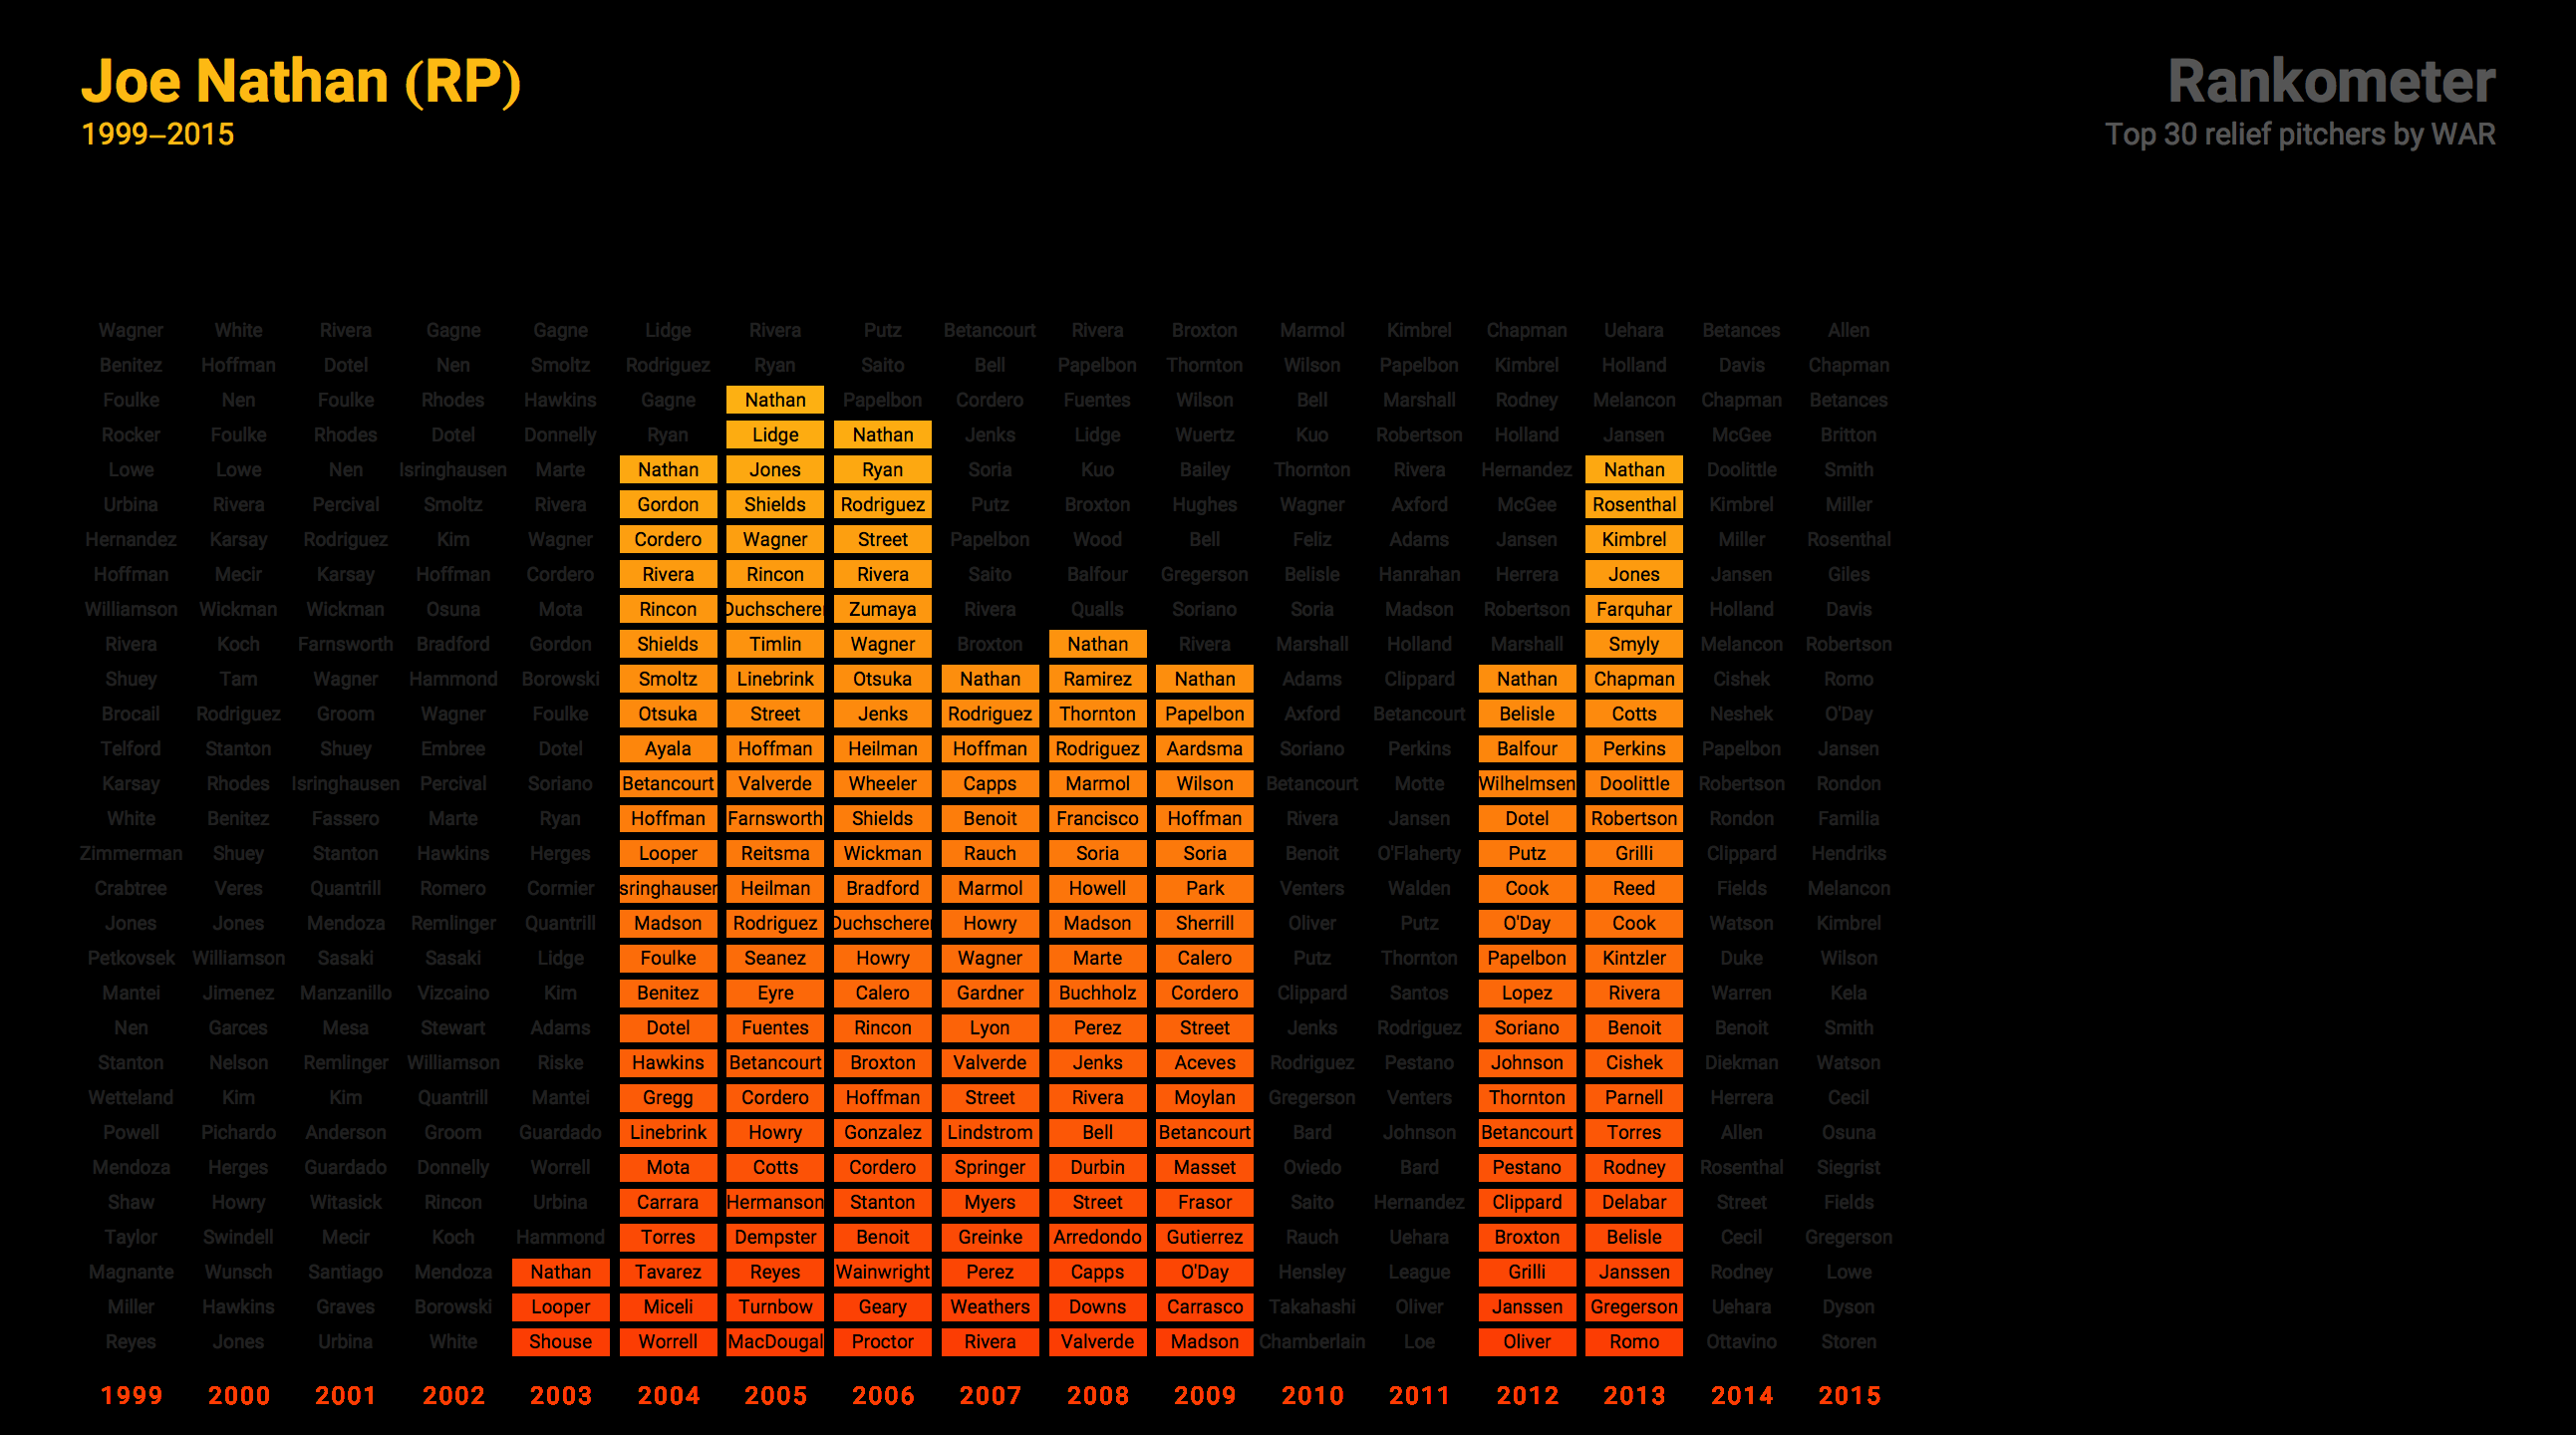 Joe Nathan (RP)
1999–2015
Rankometer
Top 30 relief pitchers by WAR
Wagner White Rivera Gagne Gagne Lidge Rivera Putz Betancourt Rivera Broxton Marmol Kimbrel Chapman Uehara Betances Allen
Benitez Hoffman Dotel Nen Smoltz Rodriguez Ryan Saito Bell Papelbon Thornton Wilson Papelbon Kimbrel Holland Davis Chapman
Foulke Nen Foulke Rhodes Hawkins Gagne Nathan Papelbon Cordero Fuentes Wilson Bell Marshall Rodney Melancon Chapman Betances
Rocker Foulke Rhodes Dotel Donnelly Ryan Lidge Nathan Jenks Lidge Wuertz Kuo Robertson Holland Jansen McGee Britton
Lowe Lowe Nen Isringhausen Marte Nathan Jones Ryan Soria Kuo Bailey Thornton Rivera Hernandez Nathan Doolittle Smith
Urbina Rivera Percival Smoltz Rivera Gordon Shields Rodriguez Putz Broxton Hughes Wagner Axford McGee Rosenthal Kimbrel Miller
Hernandez Karsay Rodriguez Kim Wagner Cordero Wagner Street Papelbon Wood Bell Feliz Adams Jansen Kimbrel Miller Rosenthal
Hoffman Mecir Karsay Hoffman Cordero Rivera Rincon Rivera Saito Balfour Gregerson Belisle Hanrahan Herrera Jones Jansen Giles
Williamson Wickman Wickman Osuna Mota Rincon Duchscherer Zumaya Rivera Qualls Soriano Soria Madson Robertson Farquhar Holland Davis
Rivera Koch Farnsworth Bradford Gordon Shields Timlin Wagner Broxton Nathan Rivera Marshall Holland Marshall Smyly Melancon Robertson
Shuey Tam Wagner Hammond Borowski Smoltz Linebrink Otsuka Nathan Ramirez Nathan Adams Clippard Nathan Chapman Cishek Romo
Brocail Rodriguez Groom Wagner Foulke Otsuka Street Jenks Rodriguez Thornton Papelbon Axford Betancourt Belisle Cotts Neshek O'Day
Telford Stanton Shuey Embree Dotel Ayala Hoffman Heilman Hoffman Rodriguez Aardsma Soriano Perkins Balfour Perkins Papelbon Jansen
Karsay Rhodes Isringhausen Percival Soriano Betancourt Valverde Wheeler Capps Marmol Wilson Betancourt Motte Wilhelmsen Doolittle Robertson Rondon
White Benitez Fassero Marte Ryan Hoffman Farnsworth Shields Benoit Francisco Hoffman Rivera Jansen Dotel Robertson Rondon Familia
Zimmerman Shuey Stanton Hawkins Herges Looper Reitsma Wickman Rauch Soria Soria Benoit O'Flaherty Putz Grilli Clippard Hendriks
Crabtree Veres Quantrill Romero Cormier Isringhausen Heilman Bradford Marmol Howell Park Venters Walden Cook Reed Fields Melancon
Jones Jones Mendoza Remlinger Quantrill Madson Rodriguez Duchscherer Howry Madson Sherrill Oliver Putz O'Day Cook Watson Kimbrel
Petkovsek Williamson Sasaki Sasaki Lidge Foulke Seanez Howry Wagner Marte Calero Putz Thornton Papelbon Kintzler Duke Wilson
Mantei Jimenez Manzanillo Vizcaino Kim Benitez Eyre Calero Gardner Buchholz Cordero Clippard Santos Lopez Rivera Warren Kela
Nen Garces Mesa Stewart Adams Dotel Fuentes Rincon Lyon Perez Street Jenks Rodriguez Soriano Benoit Benoit Smith
Stanton Nelson Remlinger Williamson Riske Hawkins Betancourt Broxton Valverde Jenks Aceves Rodriguez Pestano Johnson Cishek Diekman Watson
Wetteland Kim Kim Quantrill Mantei Gregg Cordero Hoffman Street Rivera Moylan Gregerson Venters Thornton Parnell Herrera Cecil
Powell Pichardo Anderson Groom Guardado Linebrink Howry Gonzalez Lindstrom Bell Betancourt Bard Johnson Betancourt Torres Allen Osuna
Mendoza Herges Guardado Donnelly Worrell Mota Cotts Cordero Springer Durbin Masset Oviedo Bard Pestano Rodney Rosenthal Siegrist
Shaw Howry Witasick Rincon Urbina Carrara Hermanson Stanton Myers Street Frasor Saito Hernandez Clippard Delabar Street Fields
Taylor Swindell Mecir Koch Hammond Torres Dempster Benoit Greinke Arredondo Gutierrez Rauch Uehara Broxton Belisle Cecil Gregerson
Magnante Wunsch Santiago Mendoza Nathan Tavarez Reyes Wainwright Perez Capps O'Day Hensley League Grilli Janssen Rodney Lowe
Miller Hawkins Graves Borowski Looper Miceli Turnbow Geary Weathers Downs Carrasco Takahashi Oliver Janssen Gregerson Uehara Dyson
Reyes Jones Urbina White Shouse Worrell MacDougal Proctor Rivera Valverde Madson Chamberlain Loe Oliver Romo Ottavino Storen
1999 2000 2001 2002 2003 2004 2005 2006 2007 2008 2009 2010 2011 2012 2013 2014 2015